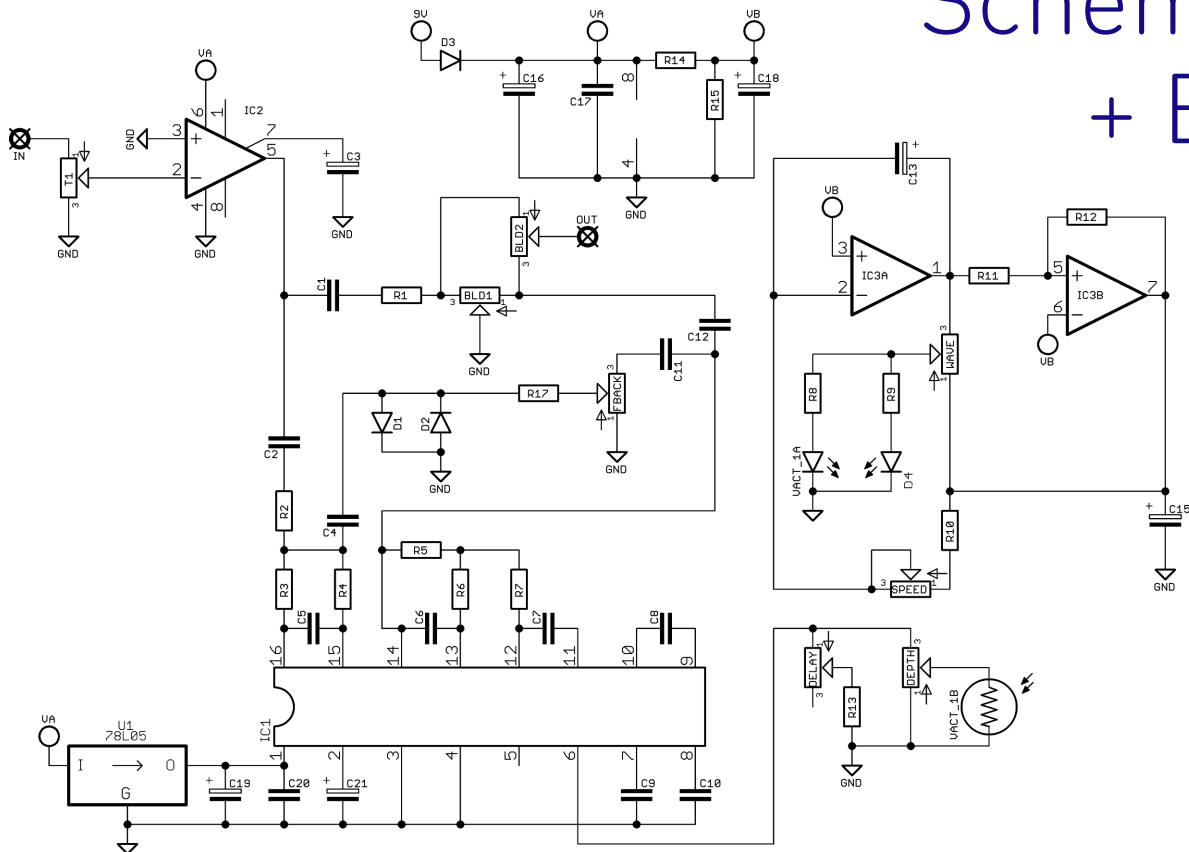 Schem
+ E
9V
VA
VB
D3
R14
C16
C17
8
R15
C18
4
GND
VA
6
1
IC2
IN
1
T1
3
GND
GND
3
+
2
-
7
5
4
8
GND
+
C3
GND
OUT
1
BLD2
3
C1
R1
3
BLD1
1
GND
C12
C11
3
FBACK
1
GND
R17
D1
D2
GND
C2
R2
C4
R3
R4
R5
R6
R7
C5
C6
C7
C8
16
15
14
13
12
11
10
9
IC1
1
2
3
4
5
6
7
8
VA
U1
78L05
I
O
G
+
C19
C20
+
C21
C9
C10
C13
+
VB
3
+
2
-
IC3A
1
R11
R12
5
+
6
-
IC3B
7
VB
3
WAVE
1
R8
R9
VACT_1A
D4
R10
3
SPEED
1
+
C15
GND
1
DELAY
3
R13
3
DEPTH
1
VACT_1B
GND